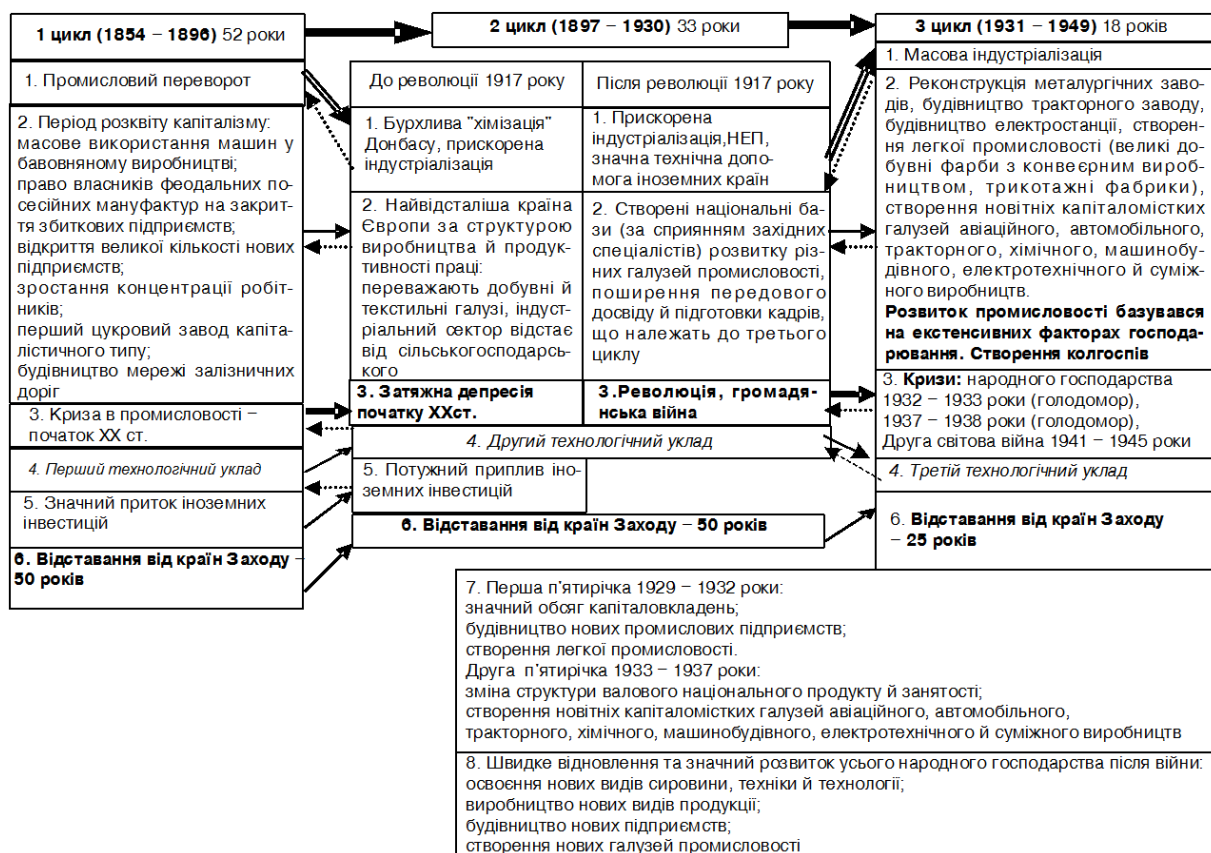 1 цикл (1854 – 1896) 52 роки
1. Промисловий переворот
2. Період розквіту капіталізму:
масове використання машин у
бавовняному виробництві;
право власників феодальних по-
сесійних мануфактур на закрит-
тя збиткових підприємств;
відкриття великої кількості нових
підприємств;
зростання концентрації робіт-
ників;
перший цукровий завод капіта-
лістичного типу;
будівництво мережі залізничних
доріг
3. Криза в промисловості –
початок ХХ ст.
4. Перший технологічний уклад
5. Значний приток іноземних
інвестицій
6. Відставання від країн Заходу –
50 років
2 цикл (1897 – 1930) 33 роки
До революції 1917 року
1. Бурхлива "хімізація"
Донбасу, прискорена
індустріалізація
2. Найвідсталіша країна
Європи за структурою
виробництва й продук-
тивності праці:
переважають добувні й
текстильні галузі, індуст-
ріальний сектор відстає
від сільськогосподарсь-
кого
3. Затяжна депресія
початку ХХст.
Після революції 1917 року
1. Прискорена
індустріалізація,НЕП,
значна технічна допо-
мога іноземних країн
2. Створені національні ба-
зи (за сприянням західних
спеціалістів) розвитку різ-
них галузей промисловості,
поширення передового
досвіду й підготовки кадрів,
що належать до третього
циклу
3.Революція, громадя-
нська війна
4. Другий технологічний уклад
5. Потужний приплив іно-
земних інвестицій
6. Відставання від країн Заходу – 50 років
3 цикл (1931 – 1949) 18 років
1. Масова індустріалізація
2. Реконструкція металургічних заво-
дів, будівництво тракторного заводу,
будівництво електростанції, створен-
ня легкої промисловості (великі до-
бувні фарби з конвеєрним вироб-
ництвом, трикотажні фабрики),
створення новітніх капіталомістких
галузей авіаційного, автомобільного,
тракторного, хімічного, машинобу-
дівного, електротехнічного й суміж-
ного виробництв.
Розвиток промисловості базувався
на екстенсивних факторах господа-
рювання. Створення колгоспів
3. Кризи: народного господарства
1932 – 1933 роки (голодомор),
1937 – 1938 роки (голодомор),
Друга світова війна 1941 – 1945 роки
4. Третій технологічний уклад
6. Відставання від країн Заходу
– 25 років
7. Перша п'ятирічка 1929 – 1932 роки:
значний обсяг капіталовкладень;
будівництво нових промислових підприємств;
створення легкої промисловості.
Друга п'ятирічка 1933 – 1937 роки:
зміна структури валового національного продукту й занятості;
створення новітніх капіталомістких галузей авіаційного, автомобільного,
тракторного, хімічного, машинобудівного, електротехнічного й суміжного виробництв
8. Швидке відновлення та значний розвиток усього народного господарства після війни:
освоєння нових видів сировини, техніки й технології;
виробництво нових видів продукції;
будівництво нових підприємств;
створення нових галузей промисловості